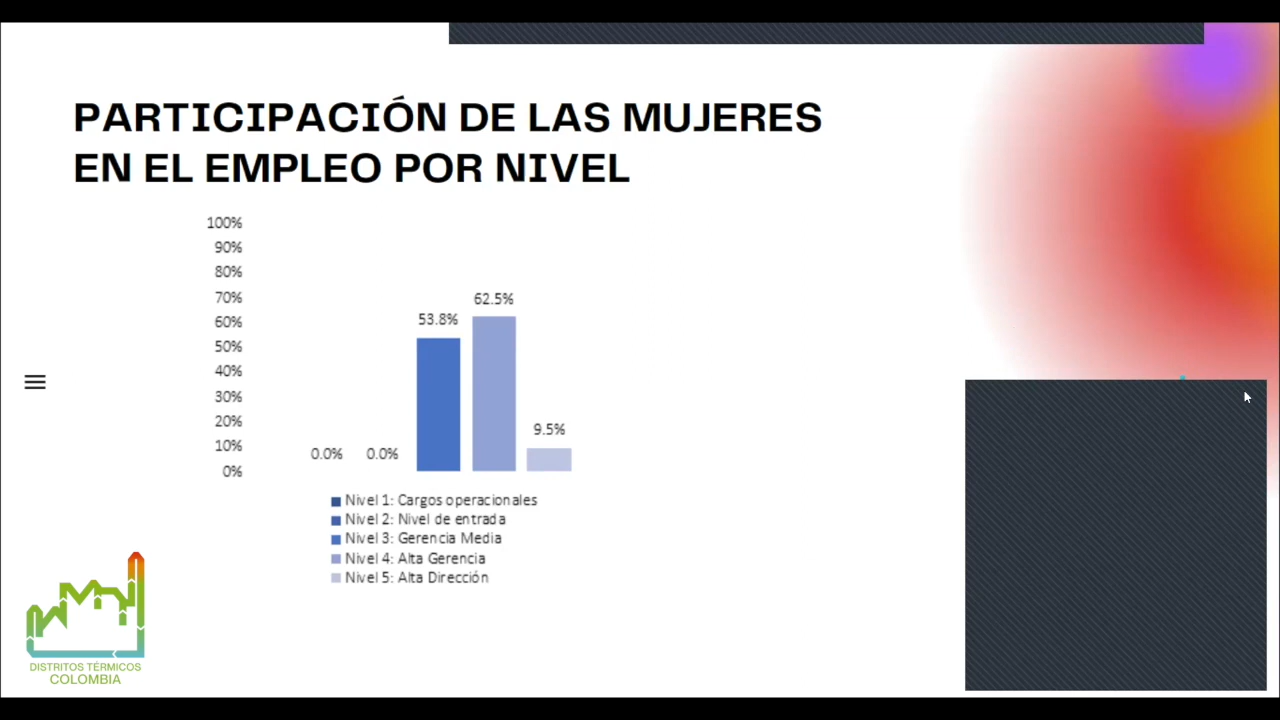 PARTICIPACIÓN DE LAS MUJERES
EN EL EMPLEO POR NIVEL
100%
90%
80%
70%
60%
50%
40%
30%
20%
10%
0%
0.0%
0.0%
53.8%
62.5%
9.5%
Nivel 1: Cargos operacionales
Nivel 2: Nivel de entrada
Nivel 3: Gerencia Media
Nivel 4: Alta Gerencia
Nivel 5: Alta Dirección
DISTRITOS TÉRMICOS
COLOMBIA